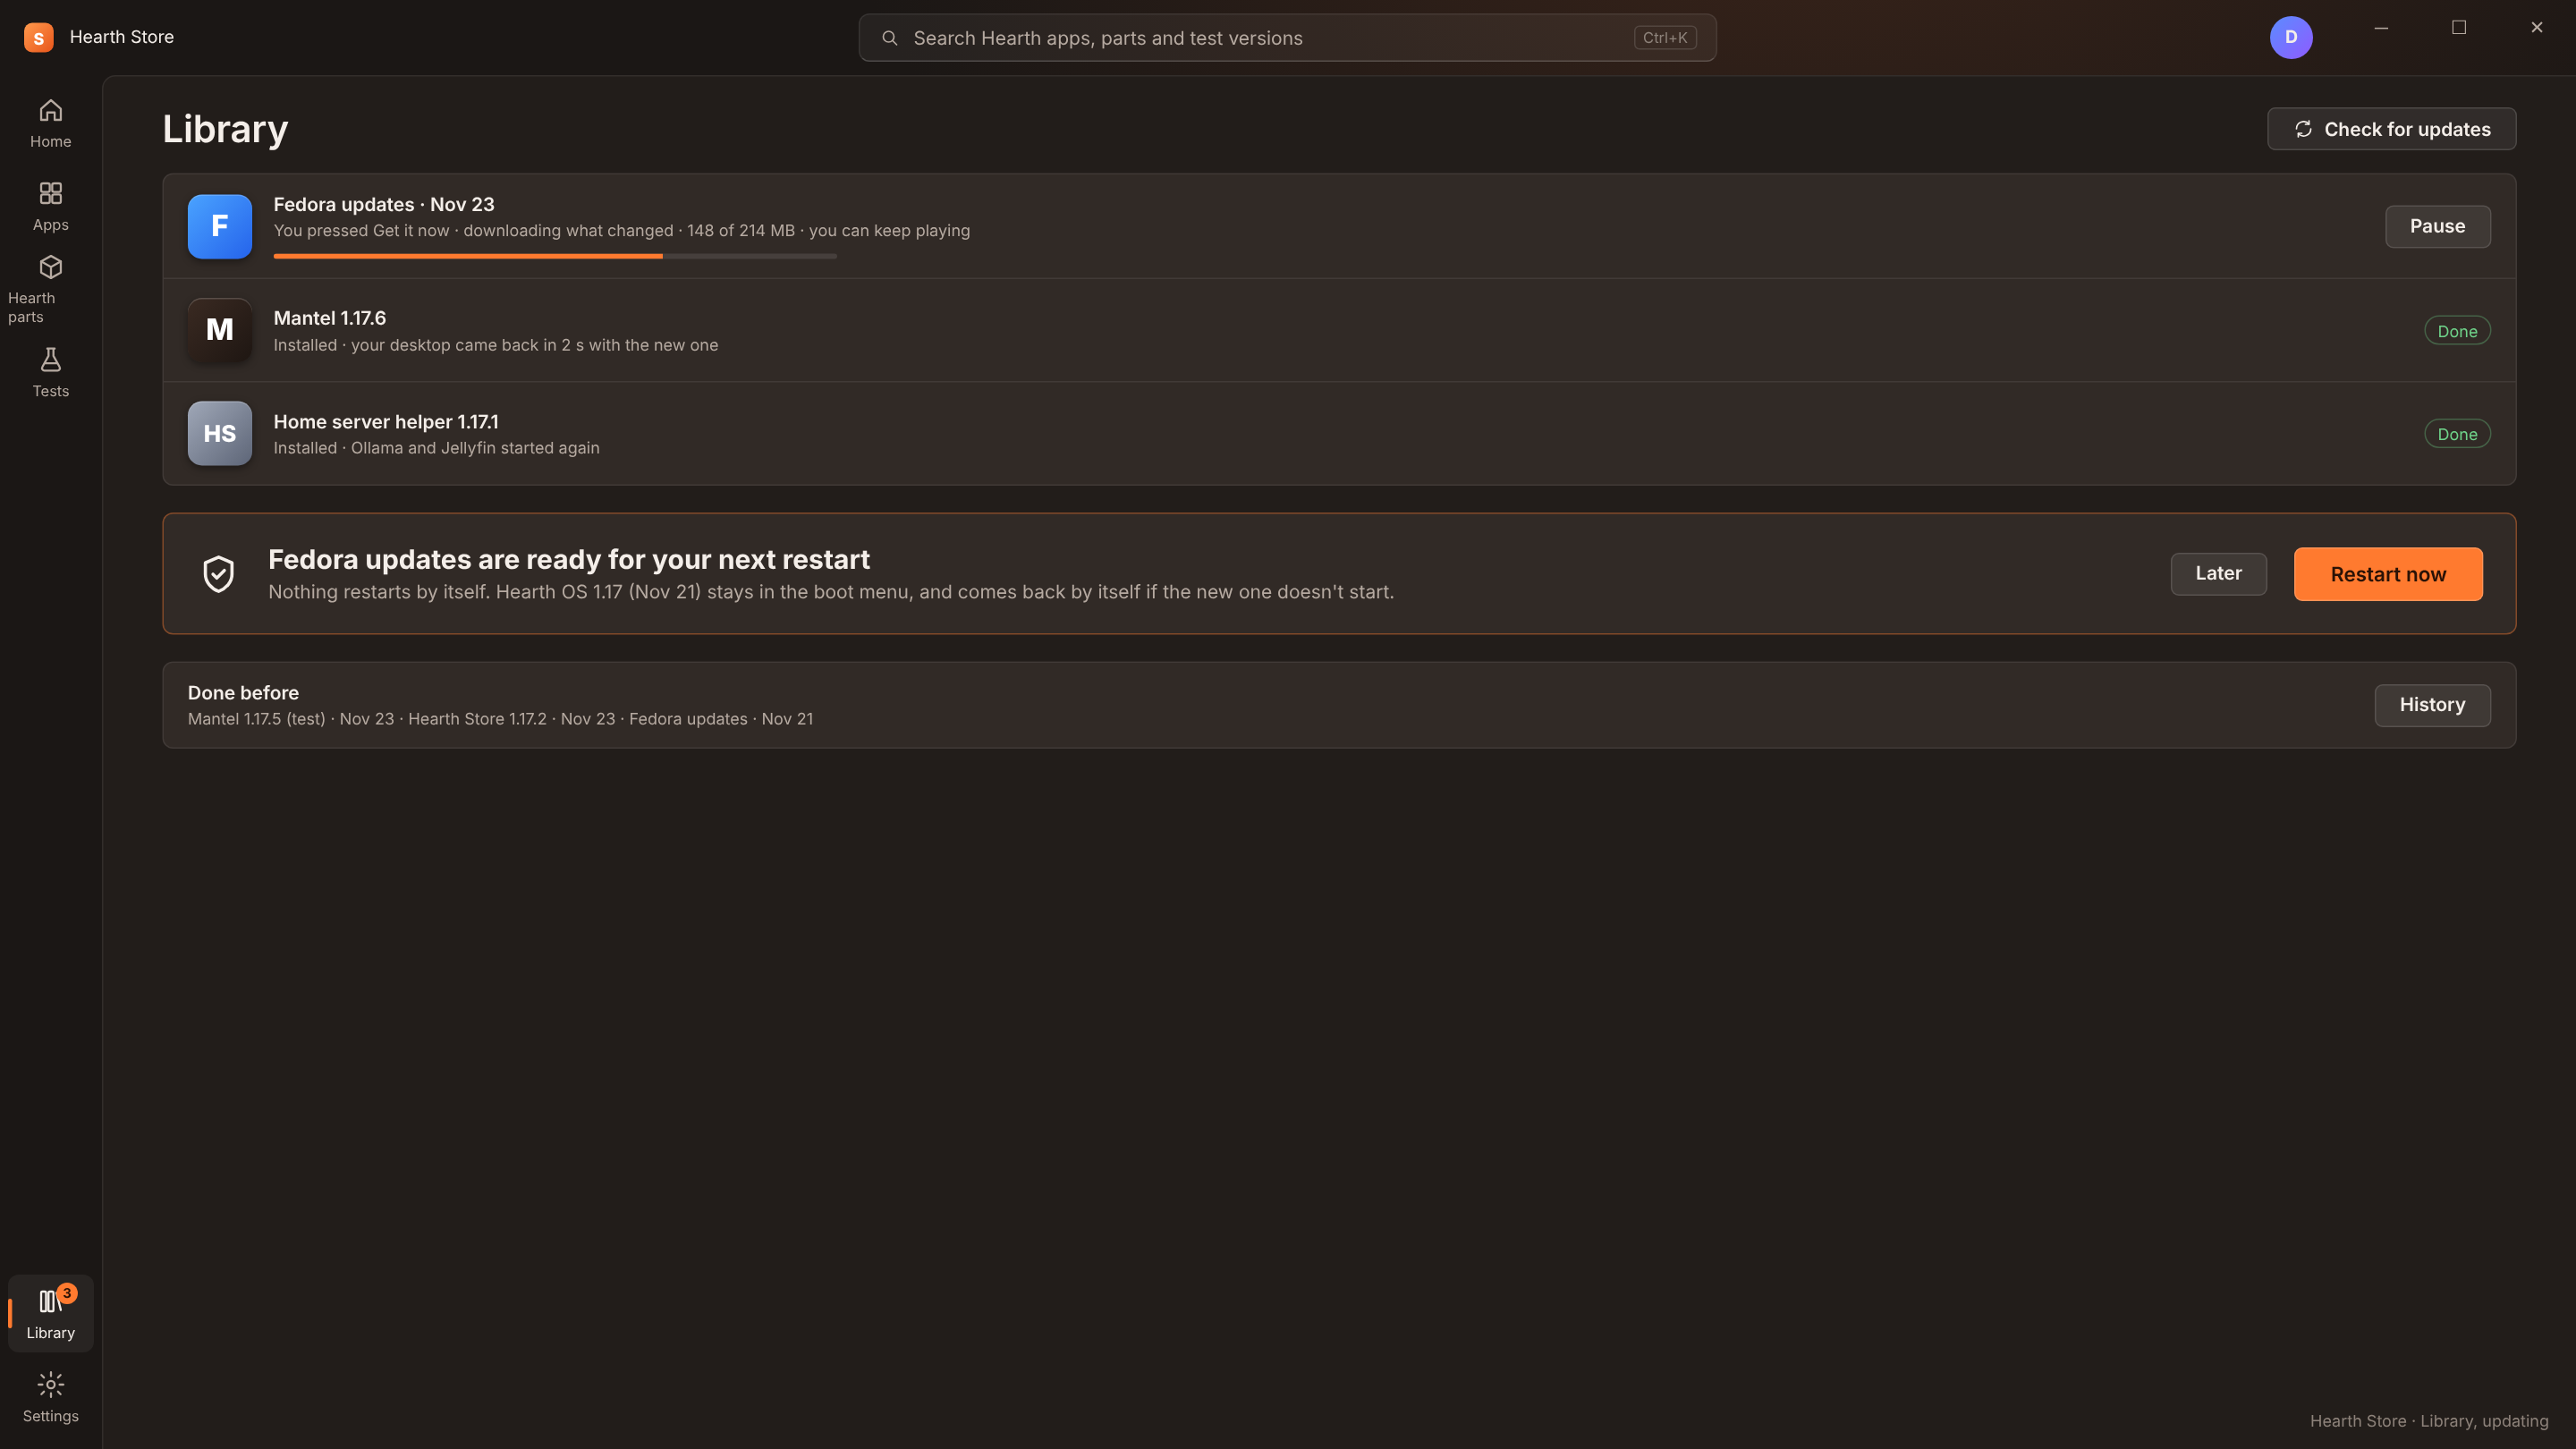 S
Hearth Store
Search Hearth apps, parts and test versions
Ctrl+K
D
Home
Apps
Hearth
parts
Tests
Library
Check for updates
F
Fedora updates · Nov 23
You pressed Get it now · downloading what changed · 148 of 214 MB · you can keep playing
Pause
M
Mantel 1.17.6
Installed · your desktop came back in 2 s with the new one
Done
HS
Home server helper 1.17.1
Installed · Ollama and Jellyfin started again
Done
Fedora updates are ready for your next restart
Nothing restarts by itself. Hearth OS 1.17 (Nov 21) stays in the boot menu, and comes back by itself if the new one doesn't start.
Later
Restart now
Done before
Mantel 1.17.5 (test) · Nov 23 · Hearth Store 1.17.2 · Nov 23 · Fedora updates · Nov 21
History
3
Library
Settings
Hearth Store · Library, updating